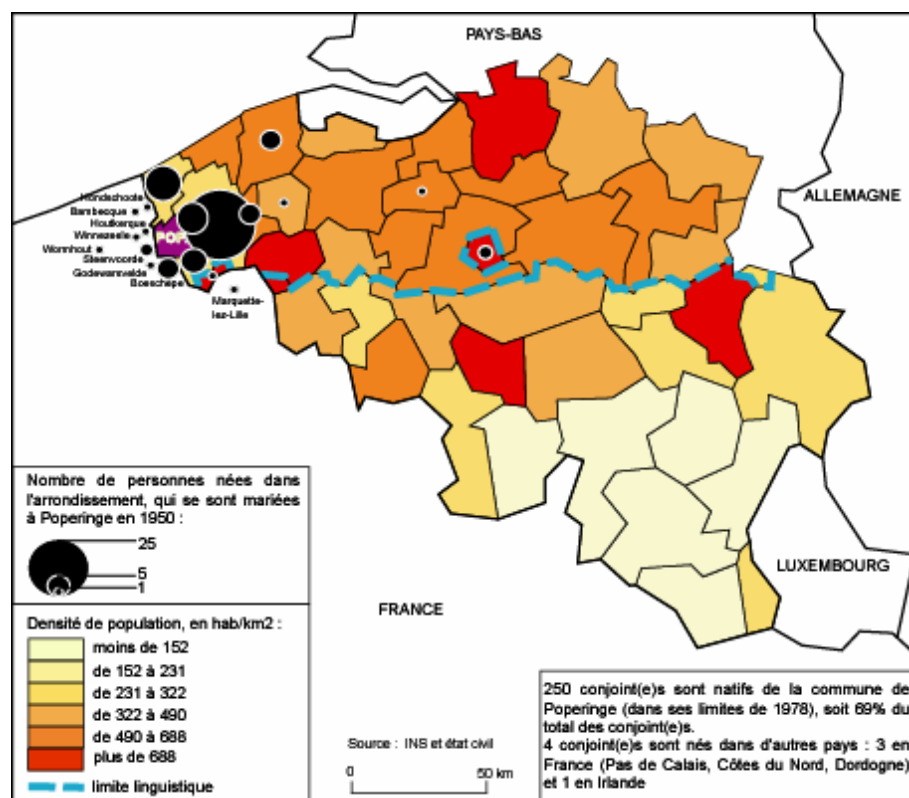 PAYS-BAS
ALLEMAGNE
Hondschoote
Bambecque
Houtkerque
Winnezeele
Wormhout
Steenvoorde
Godewarsvelde
Boeschepe
POP
Marquette-
lez-Lille
LUXEMBOURG
FRANCE
Nombre de personnes nées dans
l'arrondissement, qui se sont mariées
à Poperinge en 1950 :
25
5
1
Densité de population, en hab/km2 :
moins de 152
de 152 à 231
de 231 à 322
de 322 à 490
de 490 à 688
plus de 688
limite linguistique
Source : INS et état civil
0 50 km
250 conjoint(e)s sont natifs de la commune de
Poperinge (dans ses limites de 1978), soit 69% du
total des conjoint(e)s.
4 conjoint(e)s sont nés dans d'autres pays : 3 en
France (Pas de Calais, Côtes du Nord, Dordogne)
et 1 en Irlande